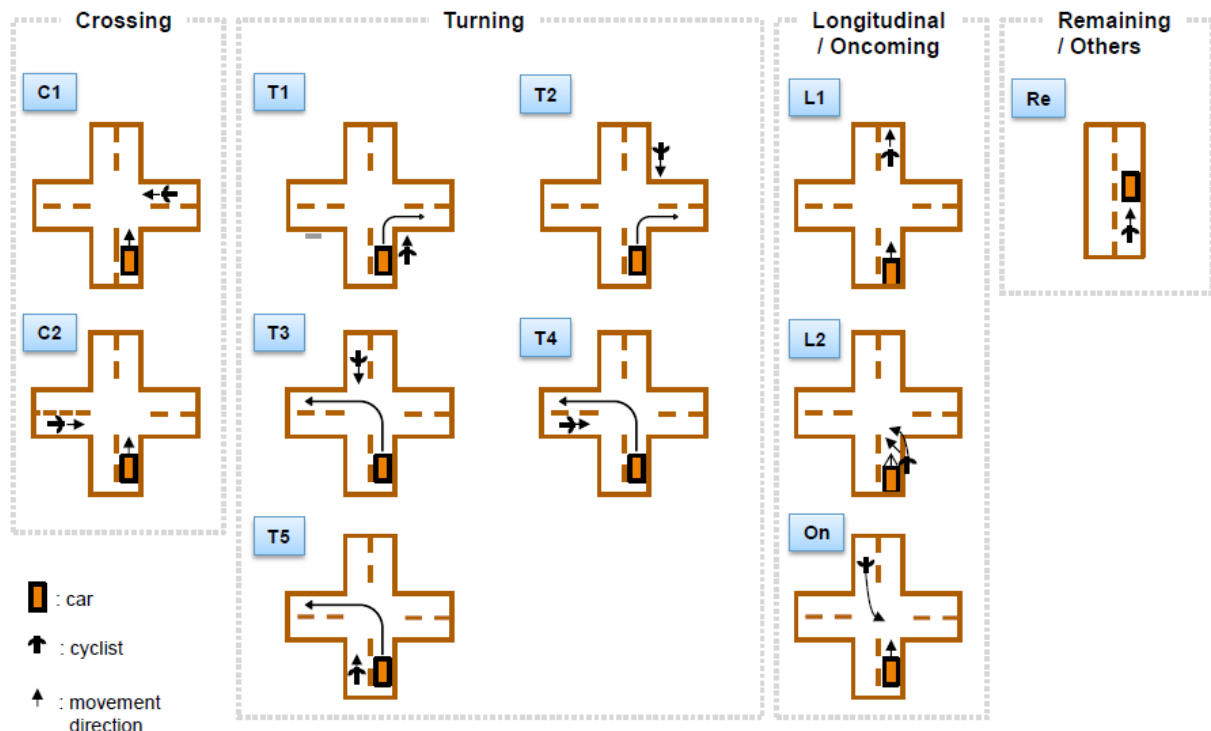 Crossing
Turning
Longitudinal
/ Oncoming
Remaining
/ Others
C1
T1
T2
L1
Re
C2
T3
T4
L2
T5
On
: car
: cyclist
: movement
direction